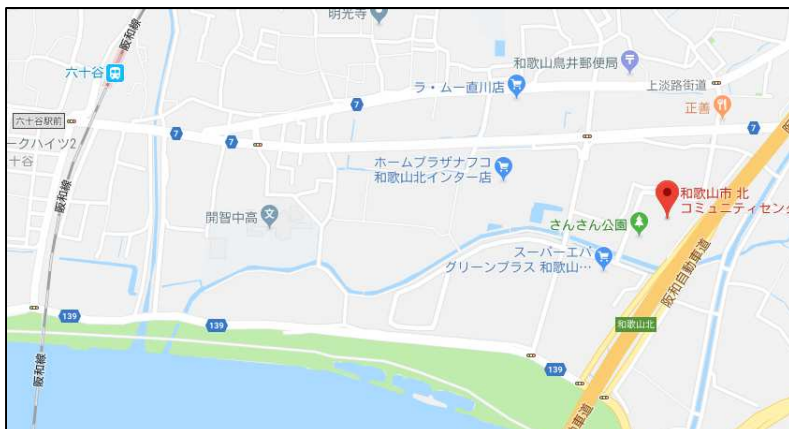 明光寺
阪和線
六十谷
和歌山鳥井郵便局
ラ・ムー直川店
上淡路街道
正善
六十谷駅前
7
7
7
7
ークハイツ2
十谷
ホームプラザナフコ
和歌山北インター店
阪和線
開智中高
和歌山市 北
コミュニティセンタ
さんさん公園
スーパーエバ
グリーンプラス 和歌山…
阪和自動車道
和歌山北
139
139
139
139
阪和線
動車道